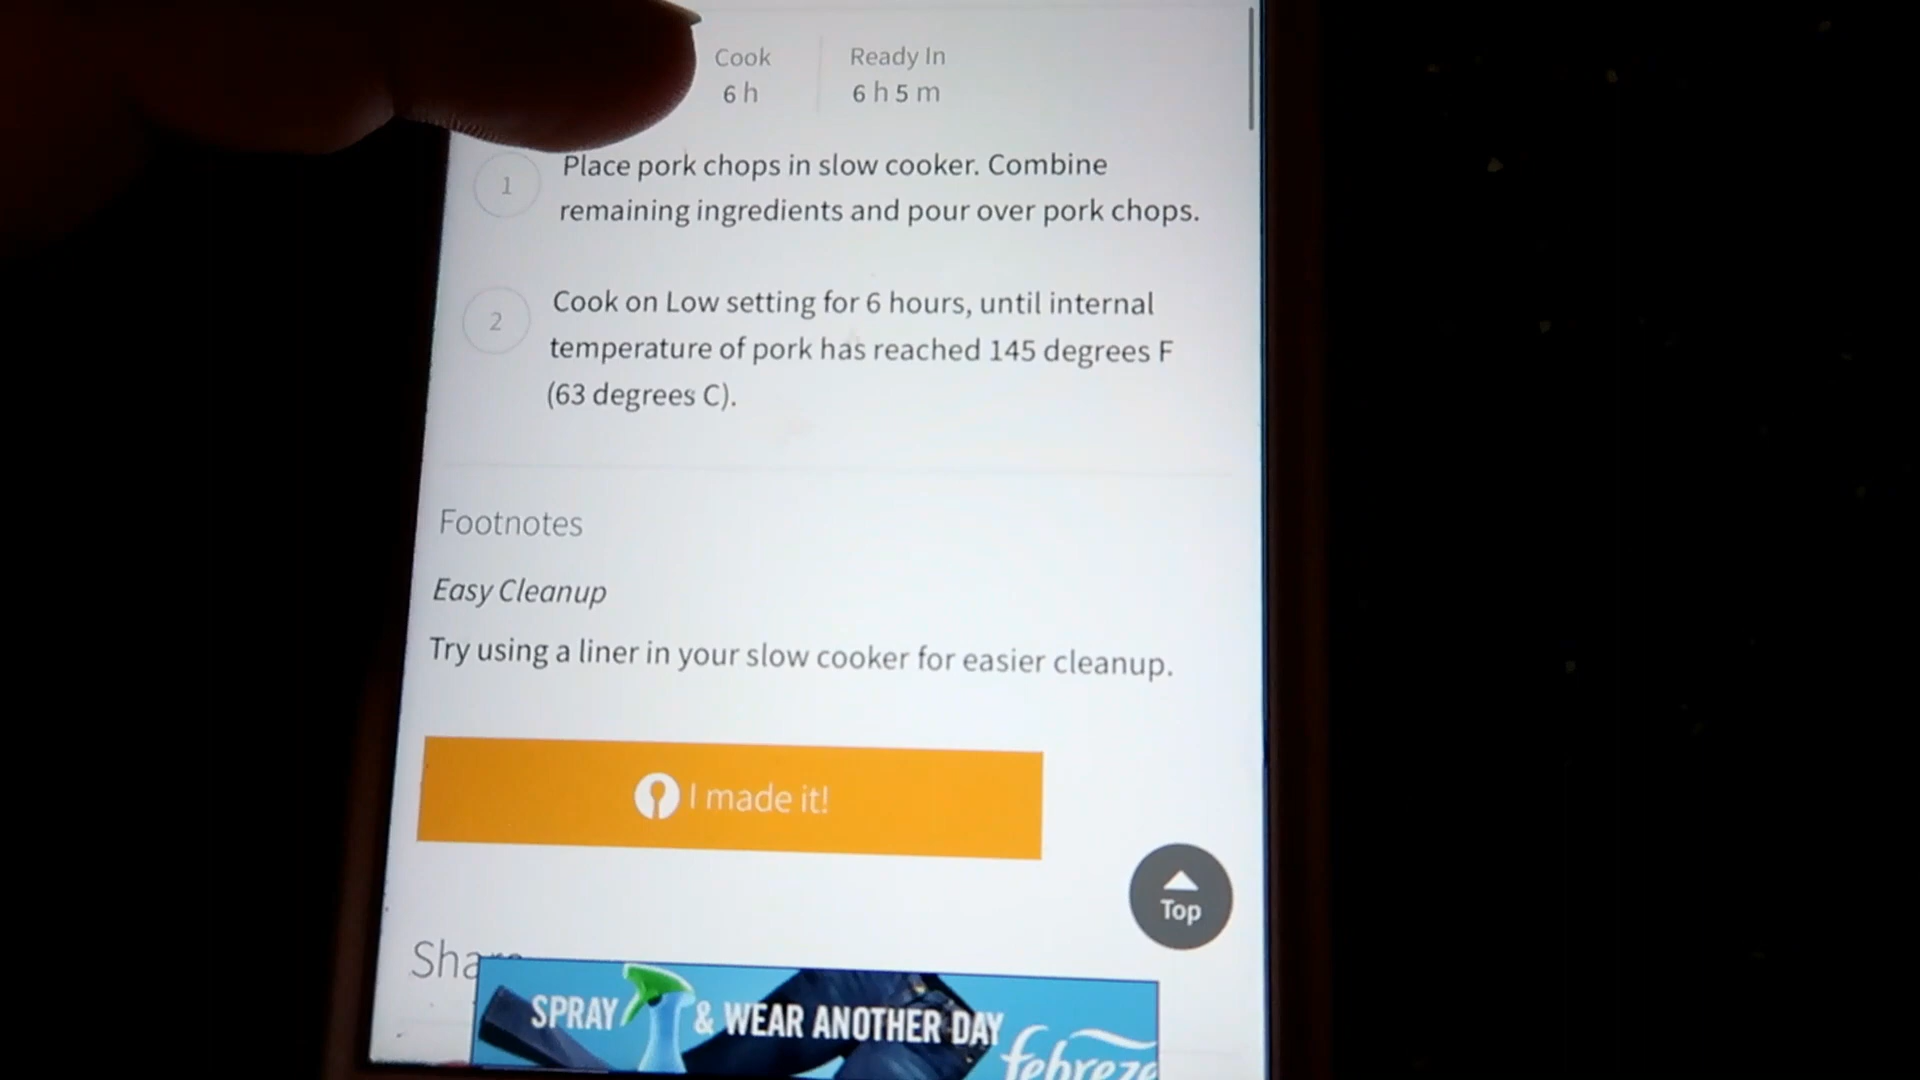 Cook
6 h
Ready In
6 h 5 m
1
Place pork chops in slow cooker. Combine
remaining ingredients and pour over pork chops.
2
Cook on Low setting for 6 hours, until internal
temperature of pork has reached 145 degrees F
(63 degrees C).
Footnotes
Easy Cleanup
Try using a liner in your slow cooker for easier cleanup.
I made it!
Top
SPRAY & WEAR ANOTHER DAY
febreze